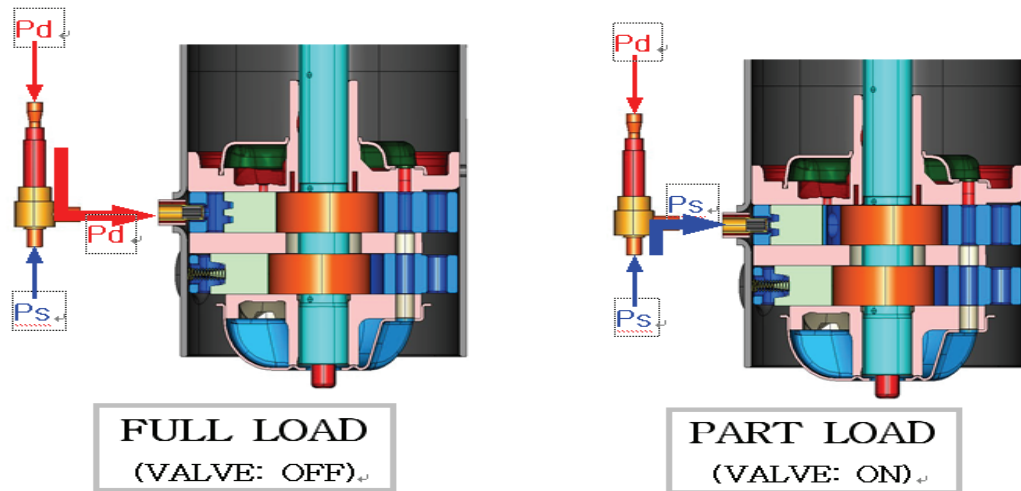 Pd
Pd
Ps
FULL LOAD
(VALVE: OFF)
Pd
Ps
Ps
PART LOAD
(VALVE: ON)